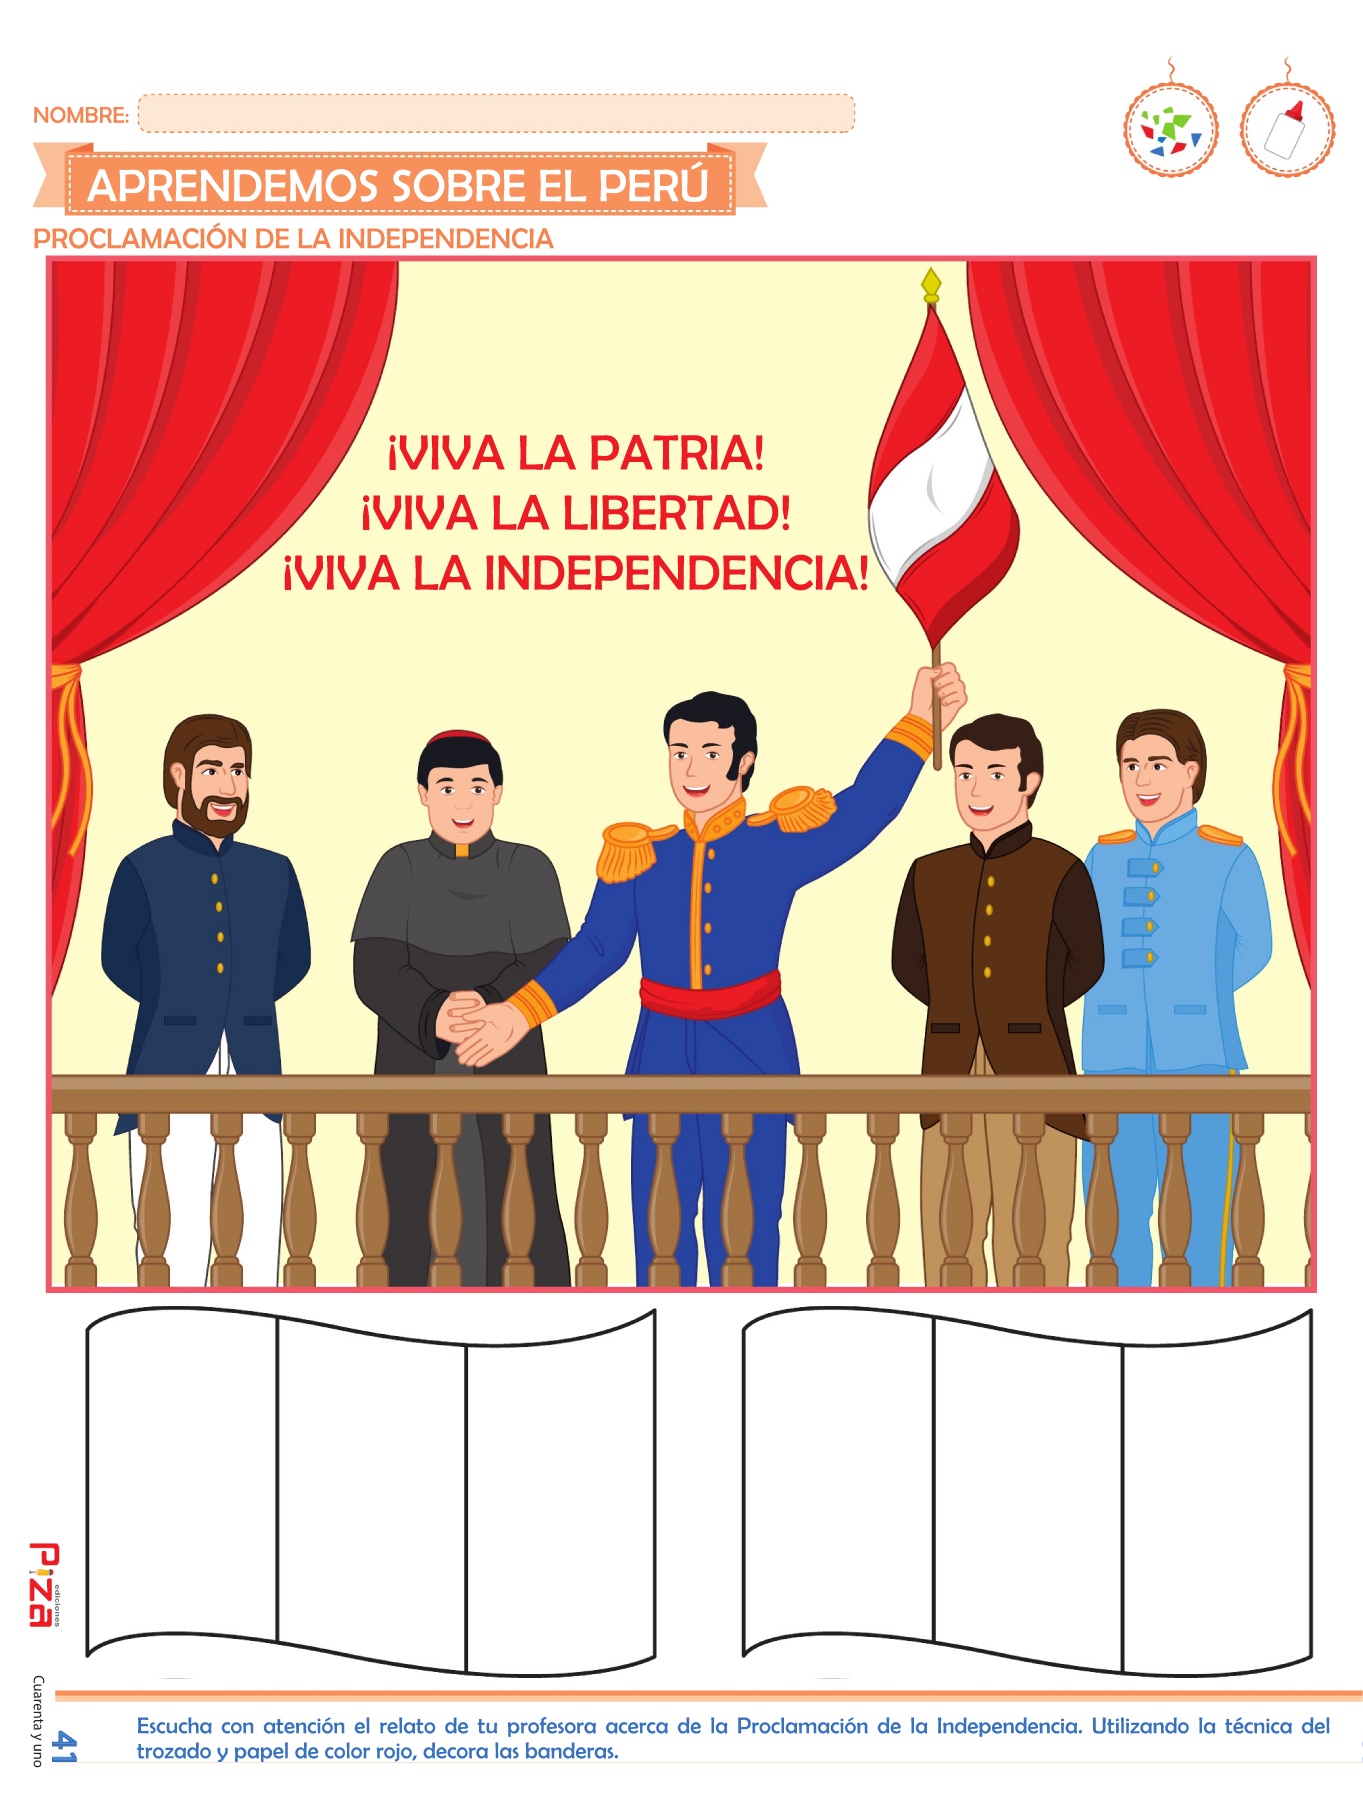 NOMBRE:
APRENDEMOS SOBRE EL PERÚ
PROCLAMACIÓN DE LA INDEPENDENCIA
¡VIVA LA PATRIA!
¡VIVA LA LIBERTAD!
¡VIVA LA INDEPENDENCIA!
Piza
ediciones
Cuarenta y uno
41
Escucha con atención el relato de tu profesora acerca de la Proclamación de la Independencia. Utilizando la técnica del
trozado y papel de color rojo, decora las banderas.